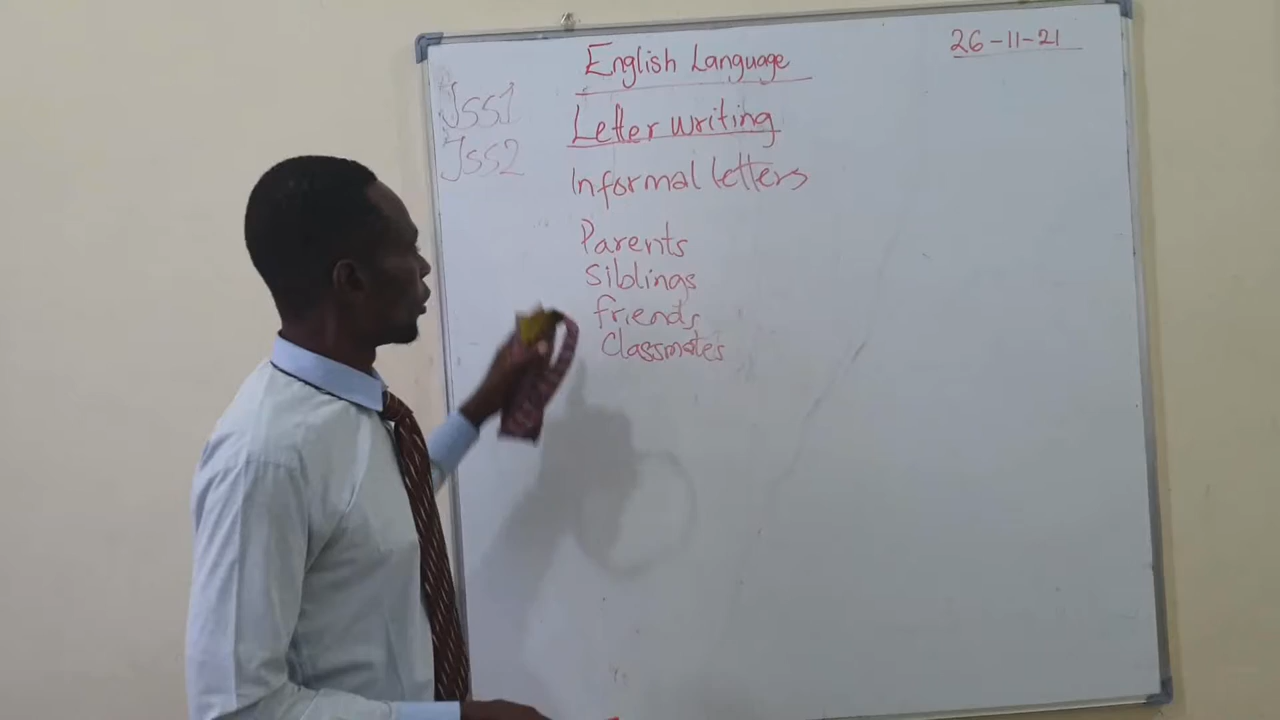 English Language
26-11-21
Jss1
Jss2
Letter writing
Informal letters
Parents
Siblings
friends
Classmates